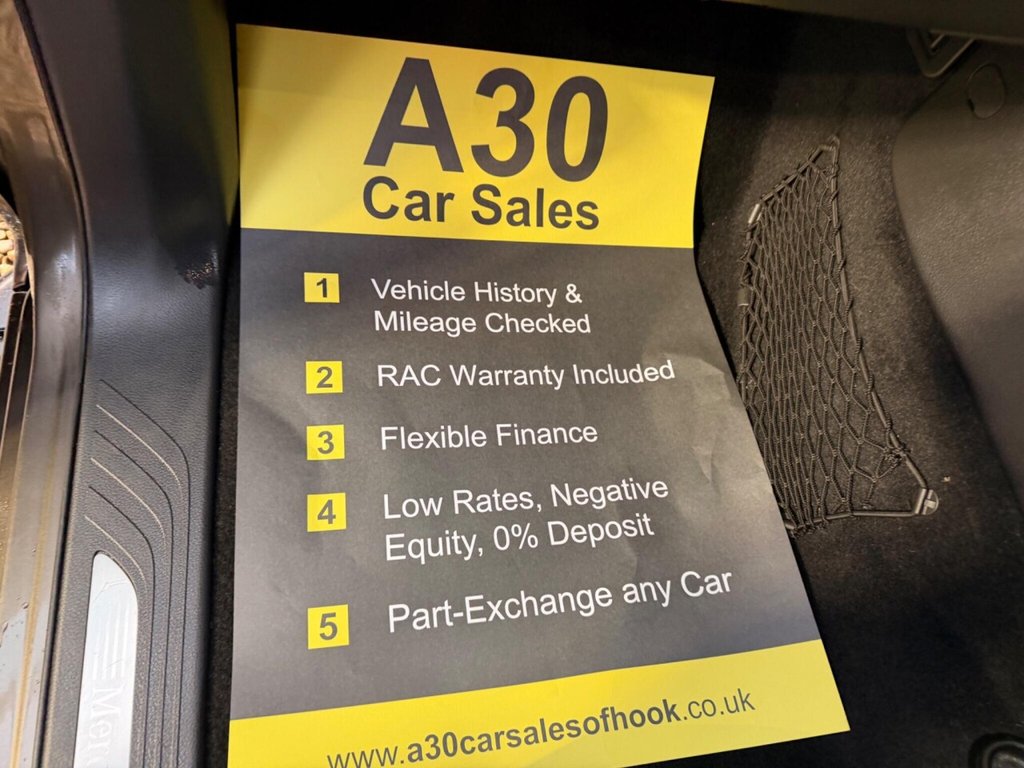 A30
Car Sales
1 Vehicle History &
Mileage Checked
2 RAC Warranty Included
3 Flexible Finance
4 Low Rates, Negative
Equity, 0% Deposit
5 Part-Exchange any Car
www.a30carsalesofhook.co.uk